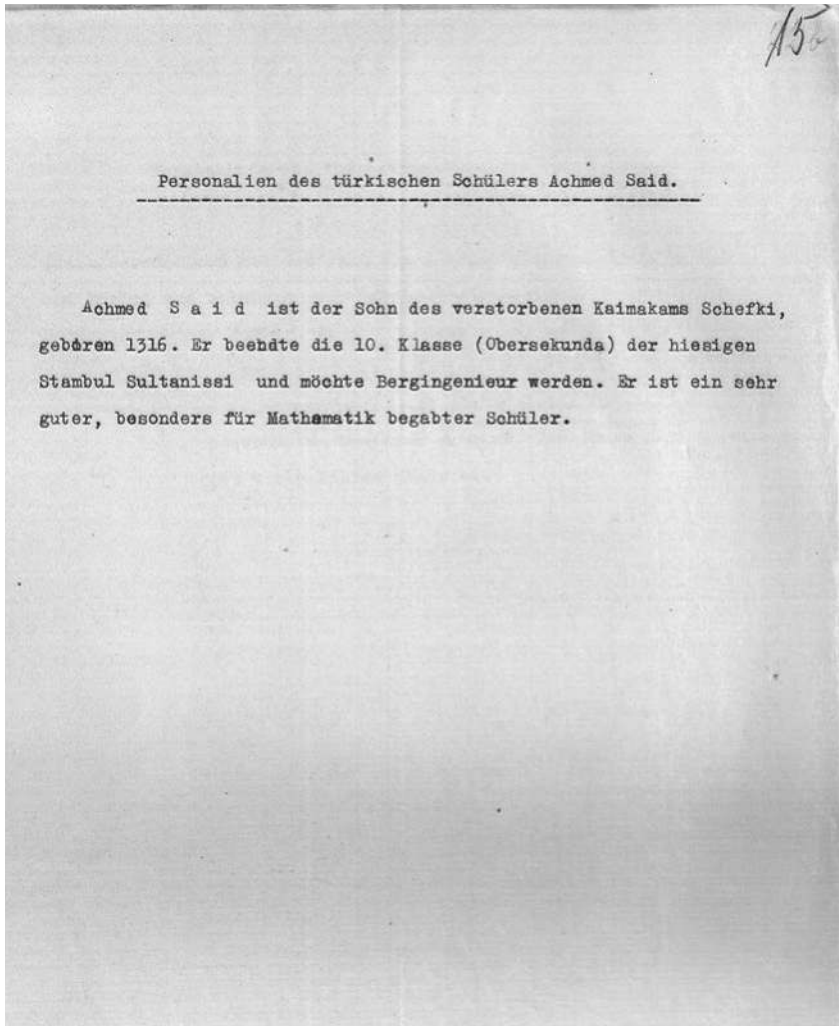 15
Personalien des türkischen Schülers Achmed Said.
Achmed S a i d ist der Sohn des verstorbenen Kaimakams Schefki,
geboren 1316. Er beendte die 10. Klasse (Obersekunda) der hiesigen
Stambul Sultanissi und möchte Bergingenieur werden. Er ist ein sehr
guter, besonders für Mathematik begabter Schüler.